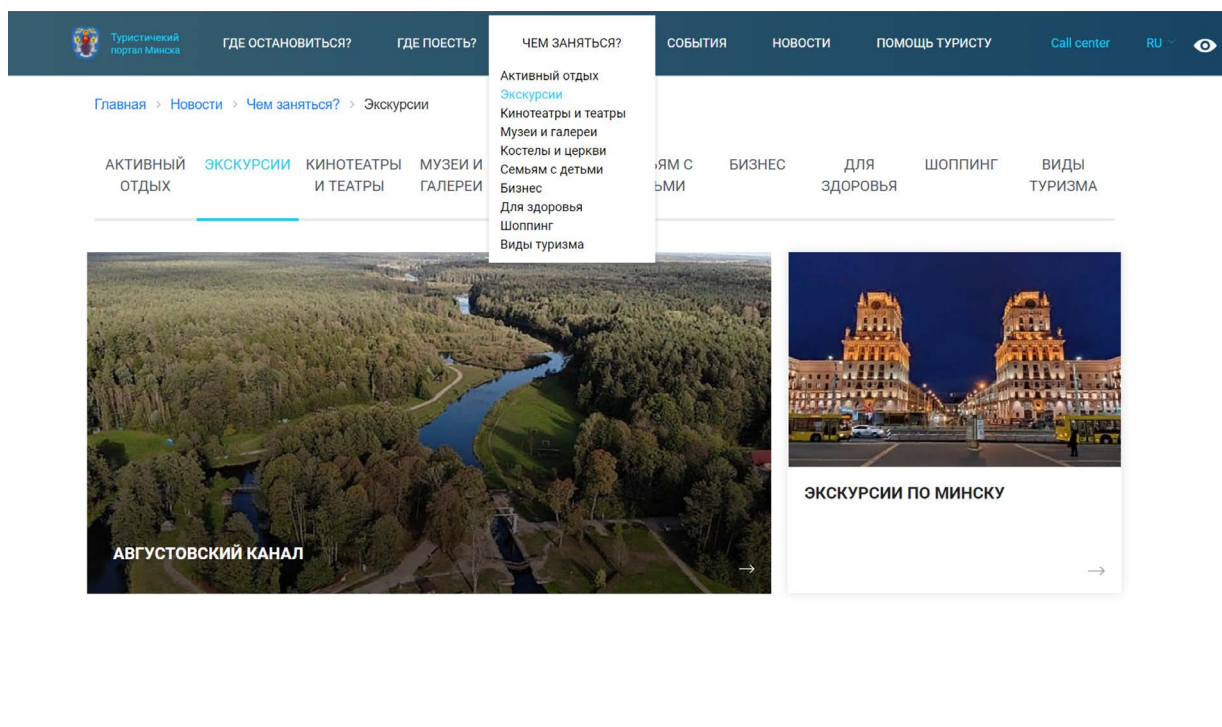 Туристичекий
портал Минска
ГДЕ ОСТАНОВИТЬСЯ?
ГДЕ ПОЕСТЬ?
ЧЕМ ЗАНЯТЬСЯ?
СОБЫТИЯ
НОВОСТИ
ПОМОЩЬ ТУРИСТУ
Call center
RU
Активный отдых
Экскурсии
Кинотеатры и театры
Музеи и галереи
Костелы и церкви
Семьям с детьми
Бизнес
Для здоровья
Шоппинг
Виды туризма
Главная > Новости > Чем заняться? > Экскурсии
АКТИВНЫЙ
ОТДЫХ
ЭКСКУРСИИ
КИНОТЕАТРЫ
И ТЕАТРЫ
МУЗЕИ И
ГАЛЕРЕИ
ЬЯМ С
ЬМИ
БИЗНЕС
ДЛЯ
ЗДОРОВЬЯ
ШОППИНГ
ВИДЫ
ТУРИЗМА
АВГУСТОВСКИЙ КАНАЛ
ЭКСКУРСИИ ПО МИНСКУ